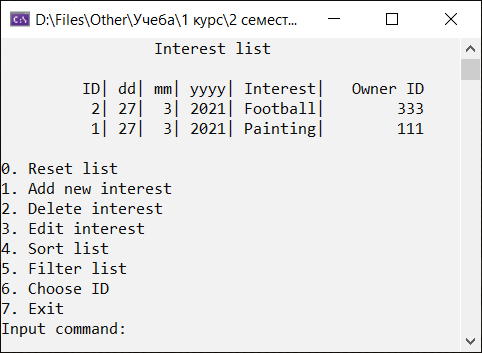 D:\Files\Other\Учеба\1 курс\2 семест...
Interest list
ID| dd| mm| yyyy| Interest| Owner ID
2| 27| 3| 2021| Football| 333
1| 27| 3| 2021| Painting| 111
0. Reset list
1. Add new interest
2. Delete interest
3. Edit interest
4. Sort list
5. Filter list
6. Choose ID
7. Exit
Input command: